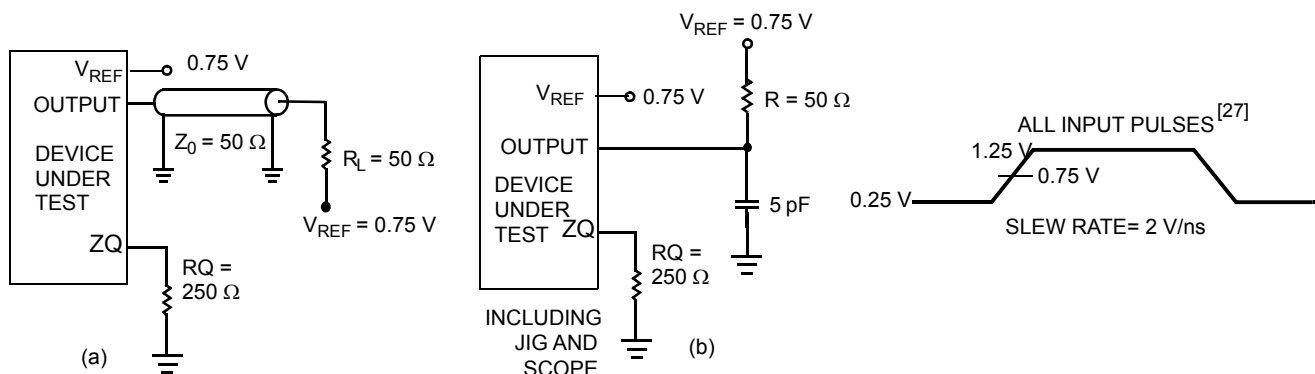 V_REF
0.75 V
OUTPUT
Z_0 = 50 Ω
R_L = 50 Ω
DEVICE
UNDER
TEST
V_REF = 0.75 V
ZQ
RQ =
250 Ω
(a)
V_REF = 0.75 V
V_REF
0.75 V
R = 50 Ω
OUTPUT
DEVICE
UNDER
TEST
5 pF
ZQ
RQ =
250 Ω
INCLUDING
JIG AND
SCOPE
(b)
ALL INPUT PULSES[27]
1.25 V
0.75 V
0.25 V
SLEW RATE= 2 V/ns